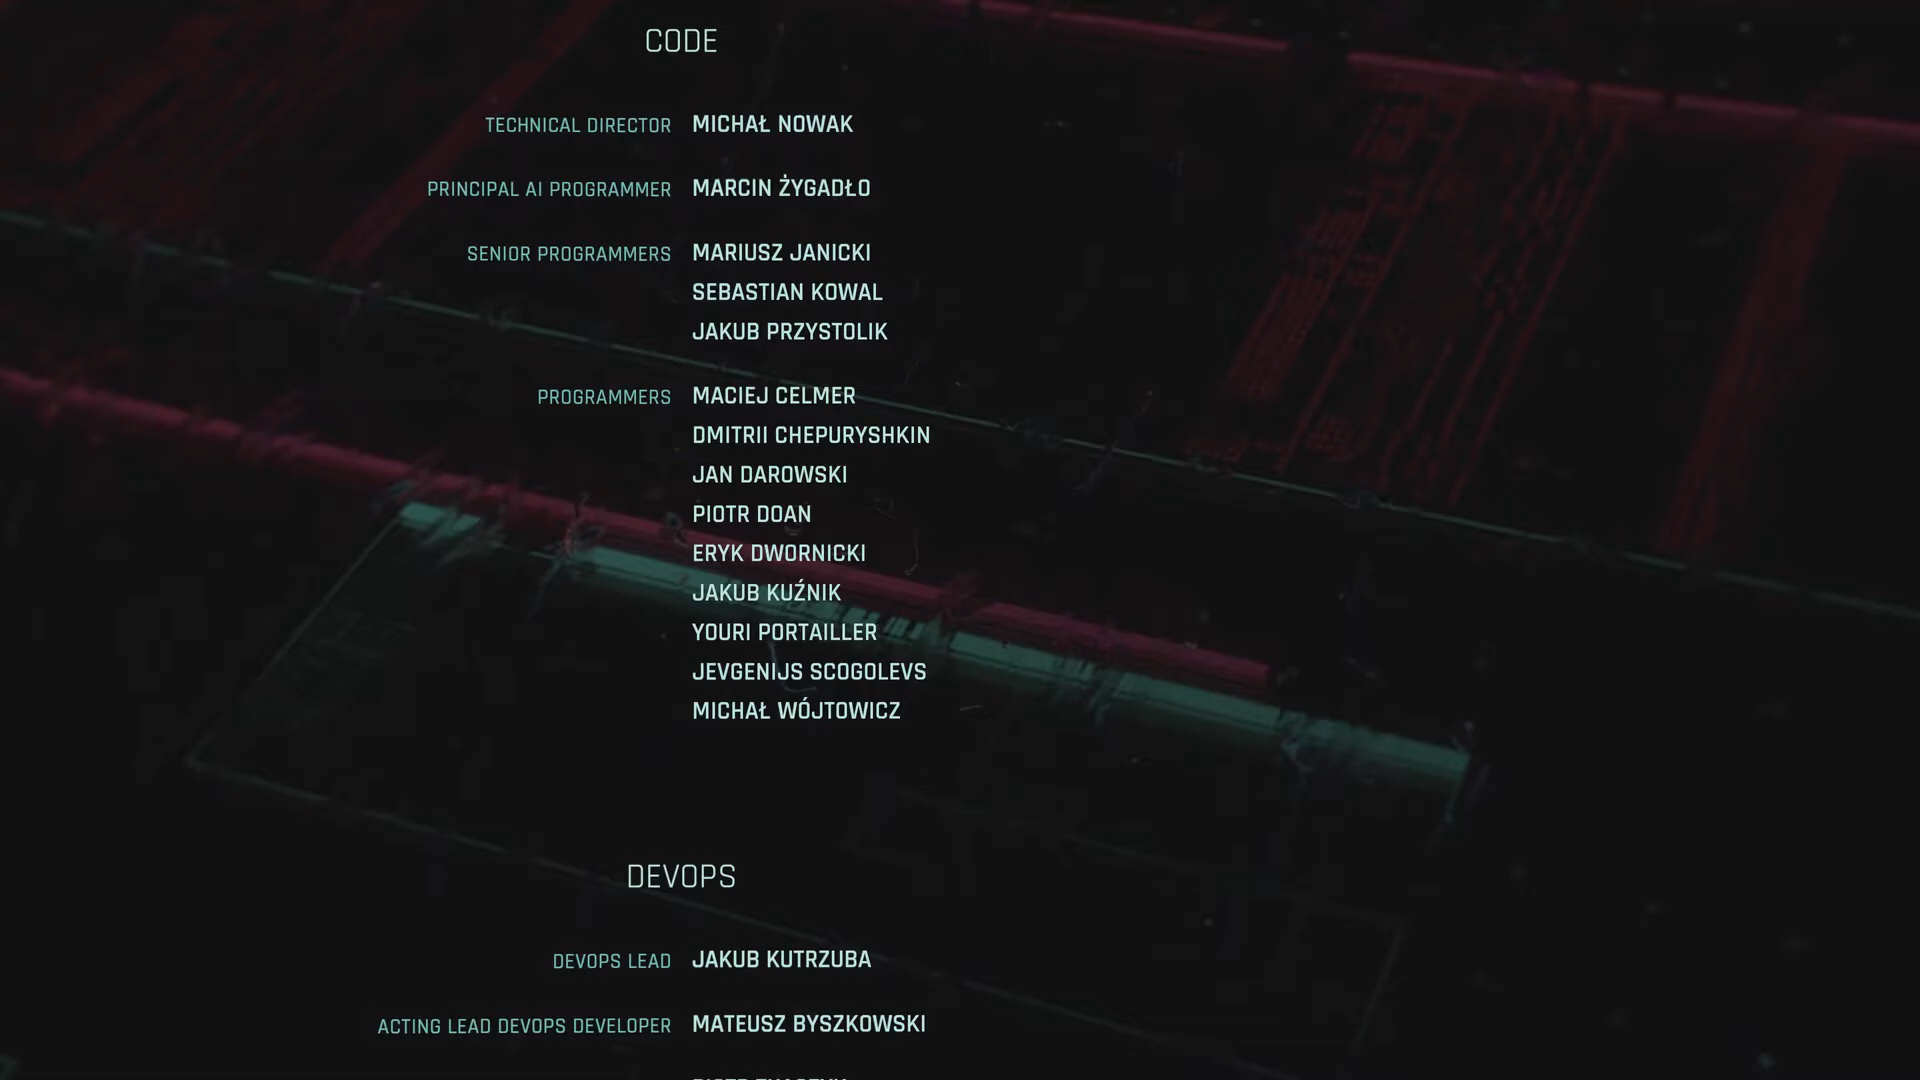 CODE
TECHNICAL DIRECTOR MICHAŁ NOWAK
PRINCIPAL AI PROGRAMMER MARCIN ŻYGADŁO
SENIOR PROGRAMMERS MARIUSZ JANICKI
SEBASTIAN KOWAL
JAKUB PRZYSTOLIK
PROGRAMMERS MACIEJ CELMER
DMITRII CHEPURYSHKIN
JAN DAROWSKI
PIOTR DOAN
ERYK DWORNICKI
JAKUB KUŹNIK
YOURI PORTAILLER
JEVGENIJS SCOGOLEVS
MICHAŁ WÓJTOWICZ
DEVOPS
DEVOPS LEAD JAKUB KUTRZUBA
ACTING LEAD DEVOPS DEVELOPER MATEUSZ BYSZKOWSKI